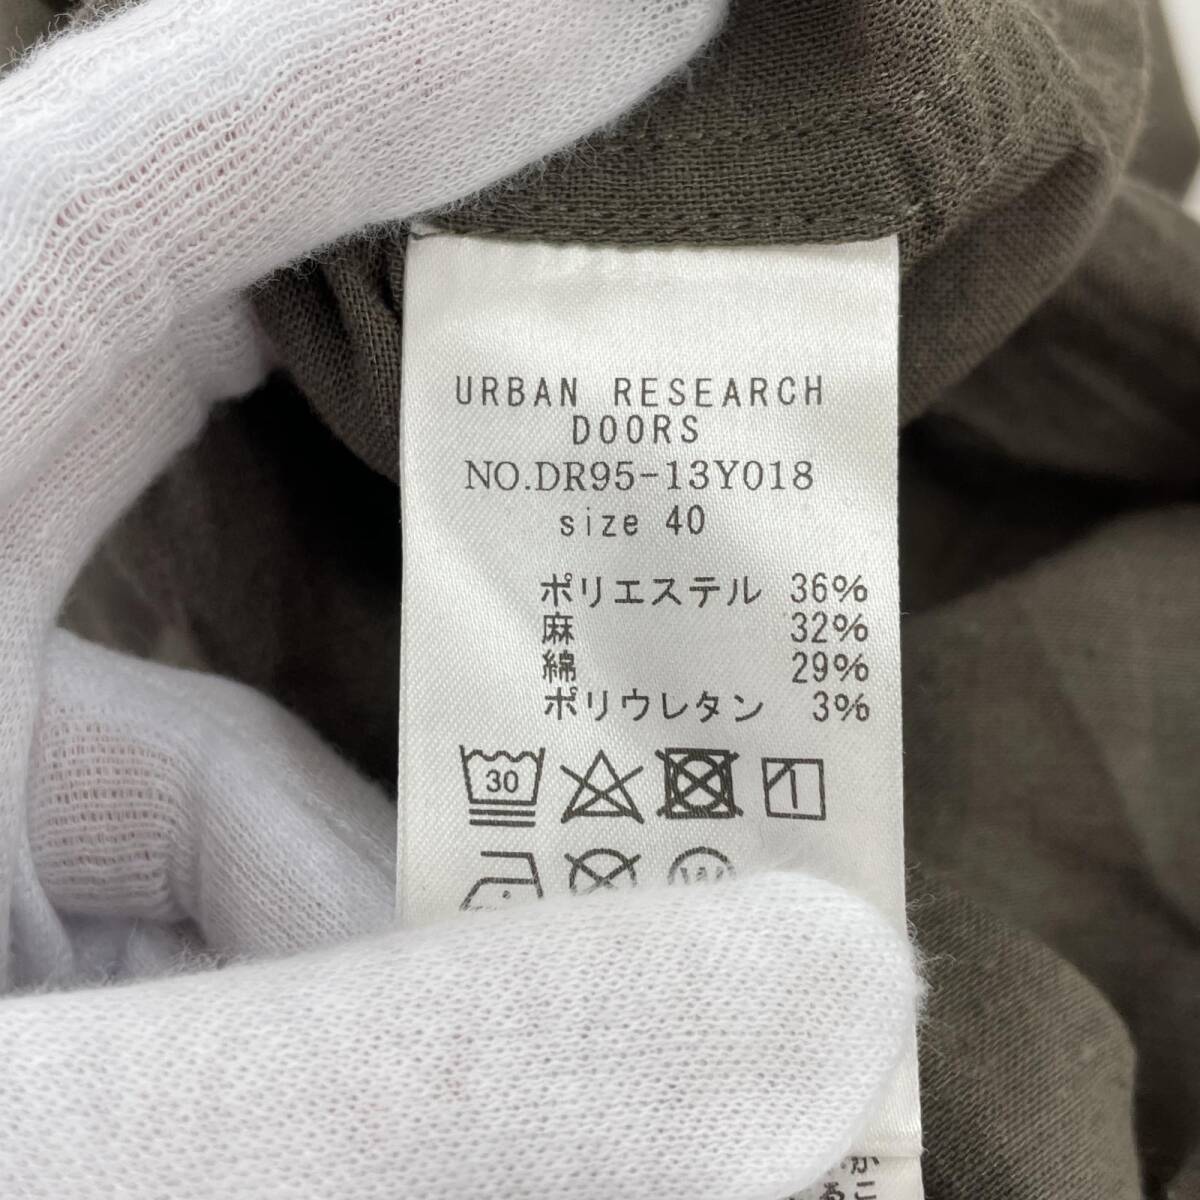 URBAN RESEARCH
DOORS
NO.DR95-13Y018
size 40
ポリエステル 36%
麻 32%
綿 29%
ポリウレタン 3%
30
W